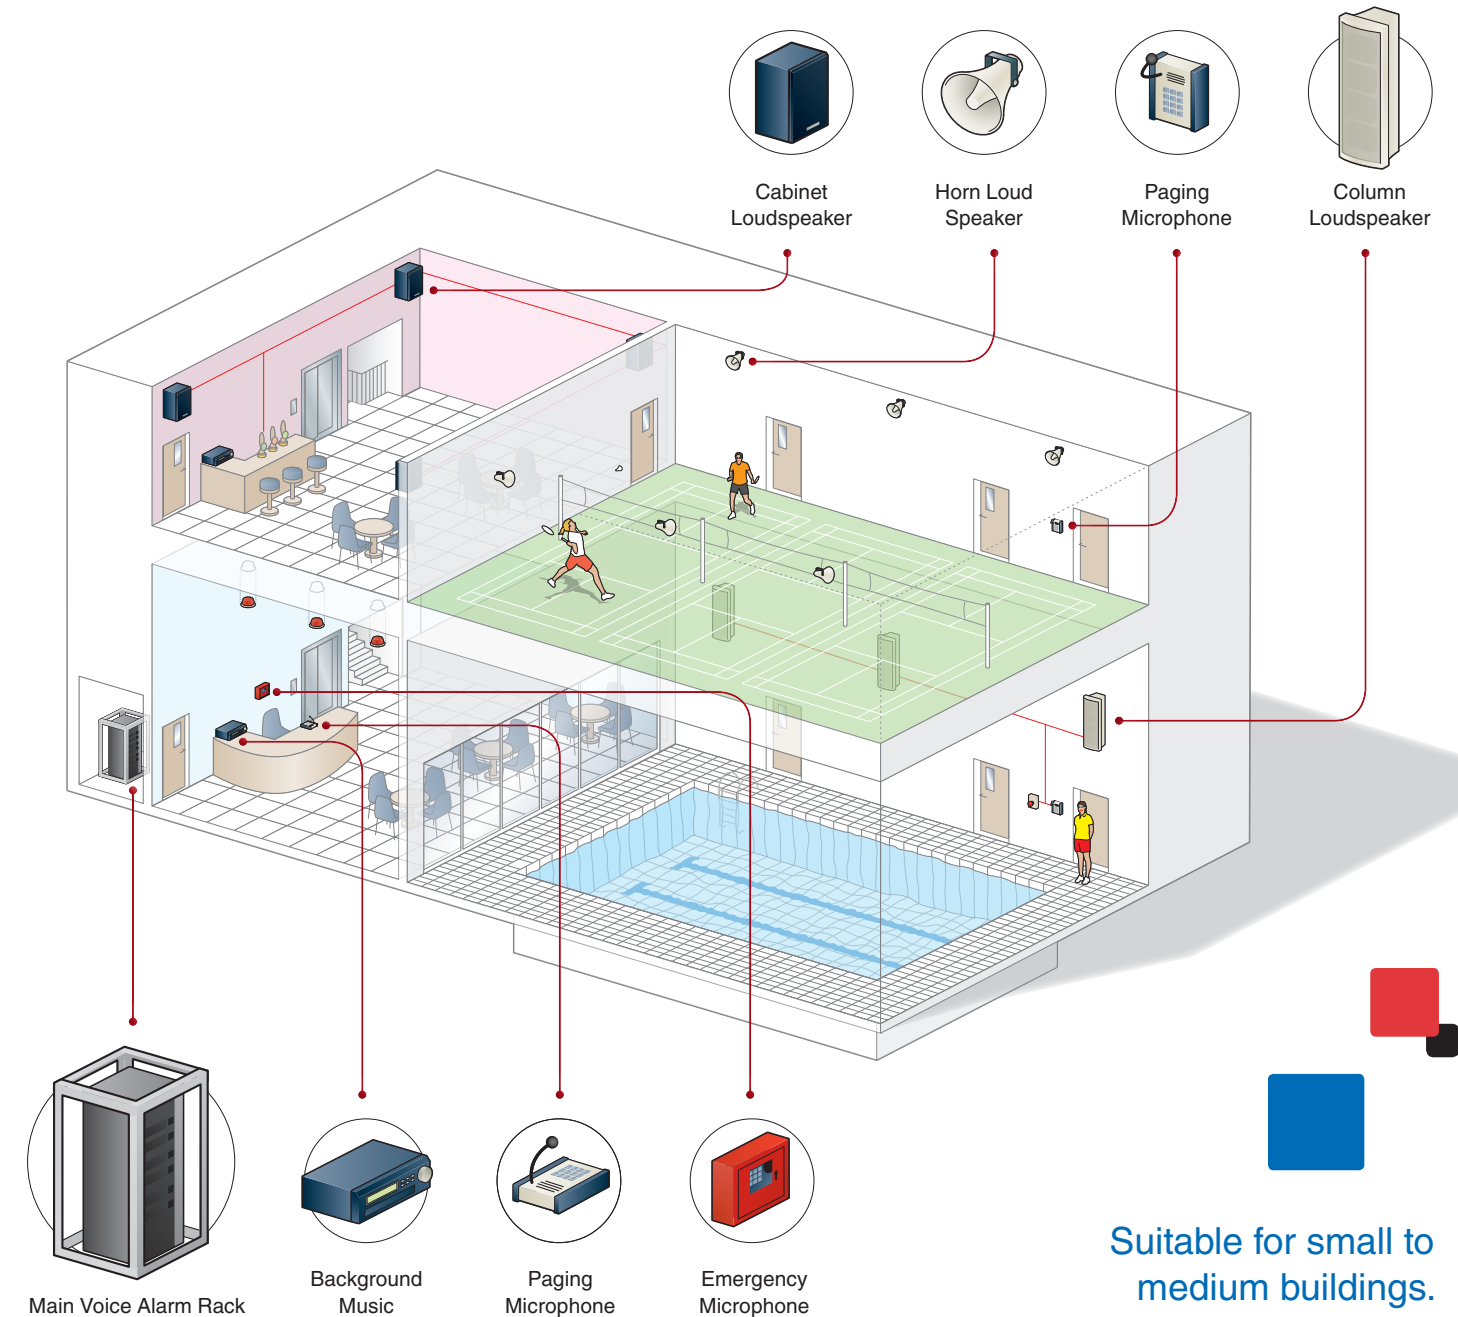 Cabinet
Loudspeaker
Horn Loud
Speaker
Paging
Microphone
Column
Loudspeaker
Main Voice Alarm Rack
Background
Music
Paging
Microphone
Emergency
Microphone
Suitable for small to
medium buildings.